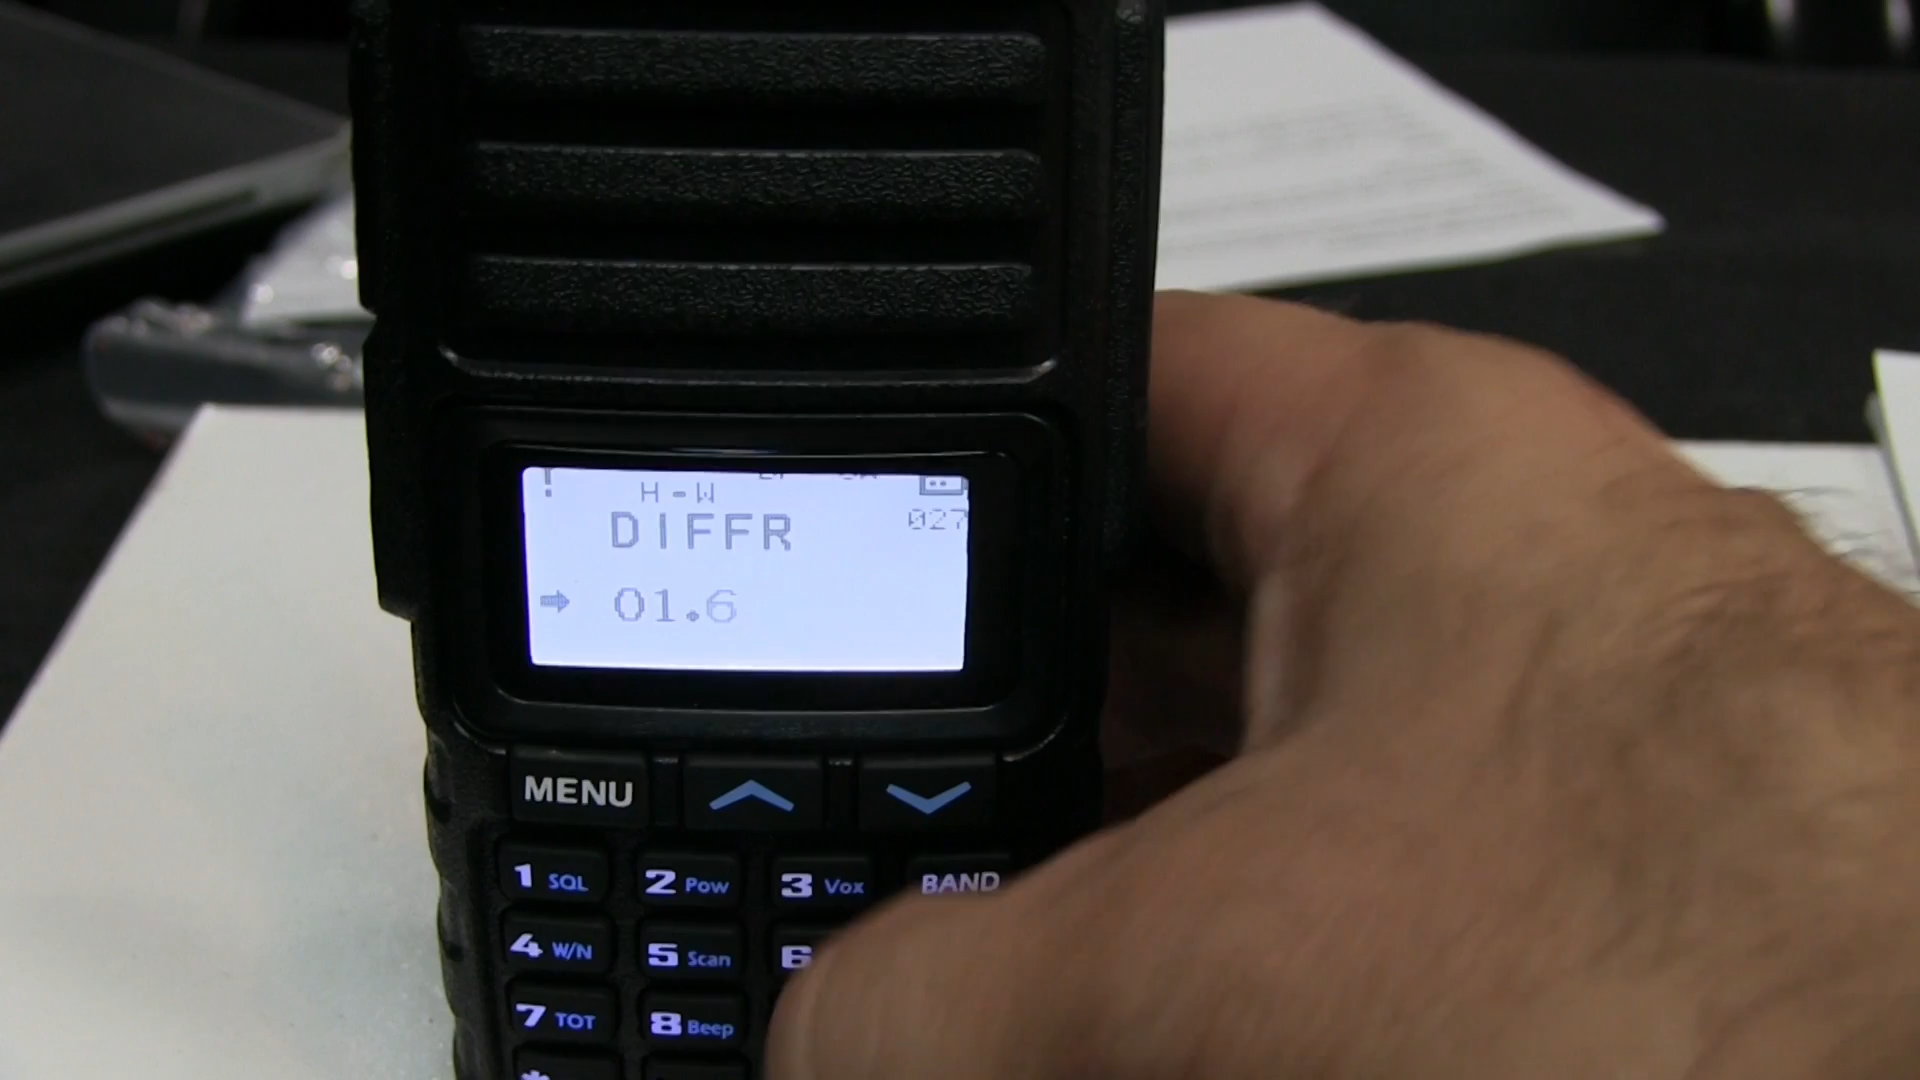 ! H-W
DIFFR 027
➡ 01.6
MENU
1 SQL 2 Pow 3 Vox BAND
4 W/N 5 Scan 6
7 TOT 8 Beep
*